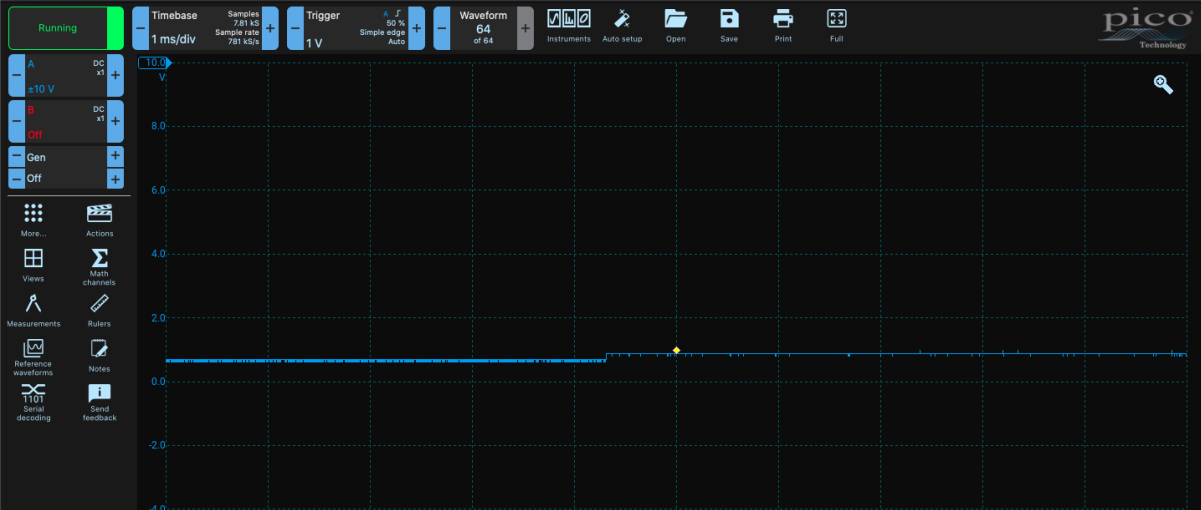 Running
Timebase
1 ms/div
Samples
7.81 kS
Sample rate
781 kS/s
Trigger
1 V
A
50 %
Simple edge
Auto
Waveform
64
of 64
Instruments
Auto setup
Open
Save
Print
Full
pico
Technology
A
DC
x1
±10 V
B
DC
x1
Off
Gen
Off
More...
Actions
Views
Math
channels
Measurements
Rulers
Reference
waveforms
Notes
1101
Serial
decoding
Send
feedback
10.0
V
8.0
6.0
4.0
2.0
0.0
-2.0
-4.0